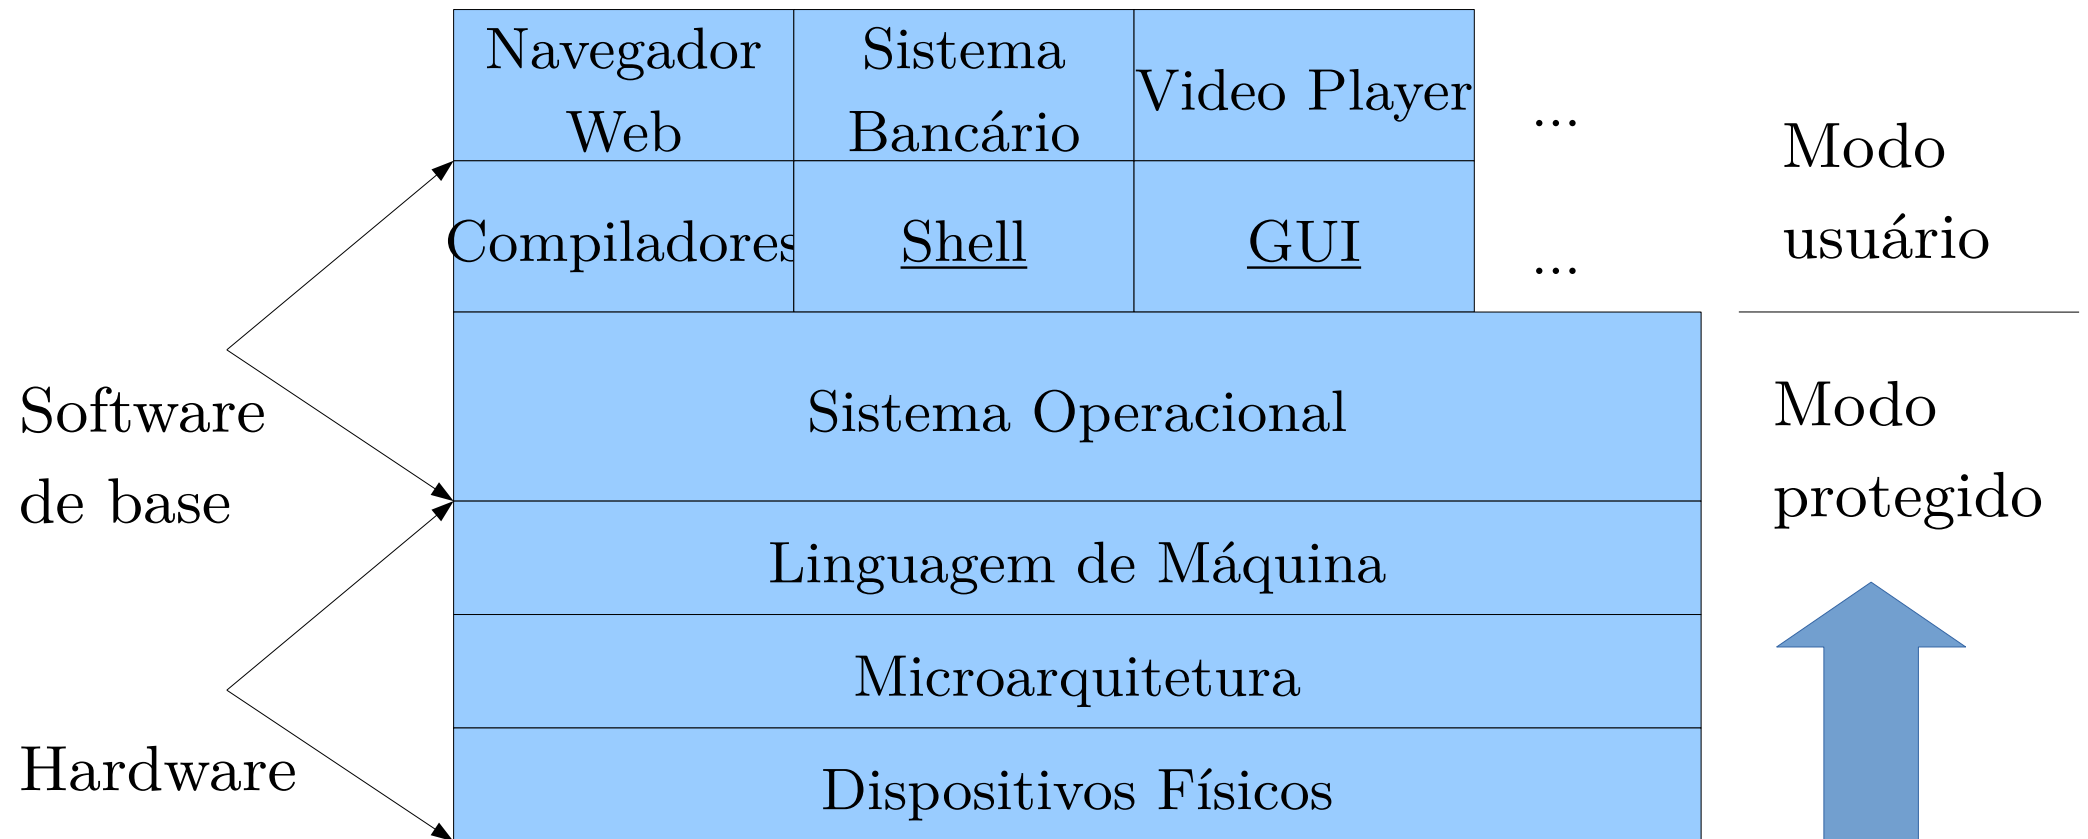 Navegador
Web
Sistema
Bancário
Video Player
...
Modo
usuário
Compiladores
Shell
GUI
...
Software
de base
Sistema Operacional
Modo
protegido
Linguagem de Máquina
Microarquitetura
Hardware
Dispositivos Físicos